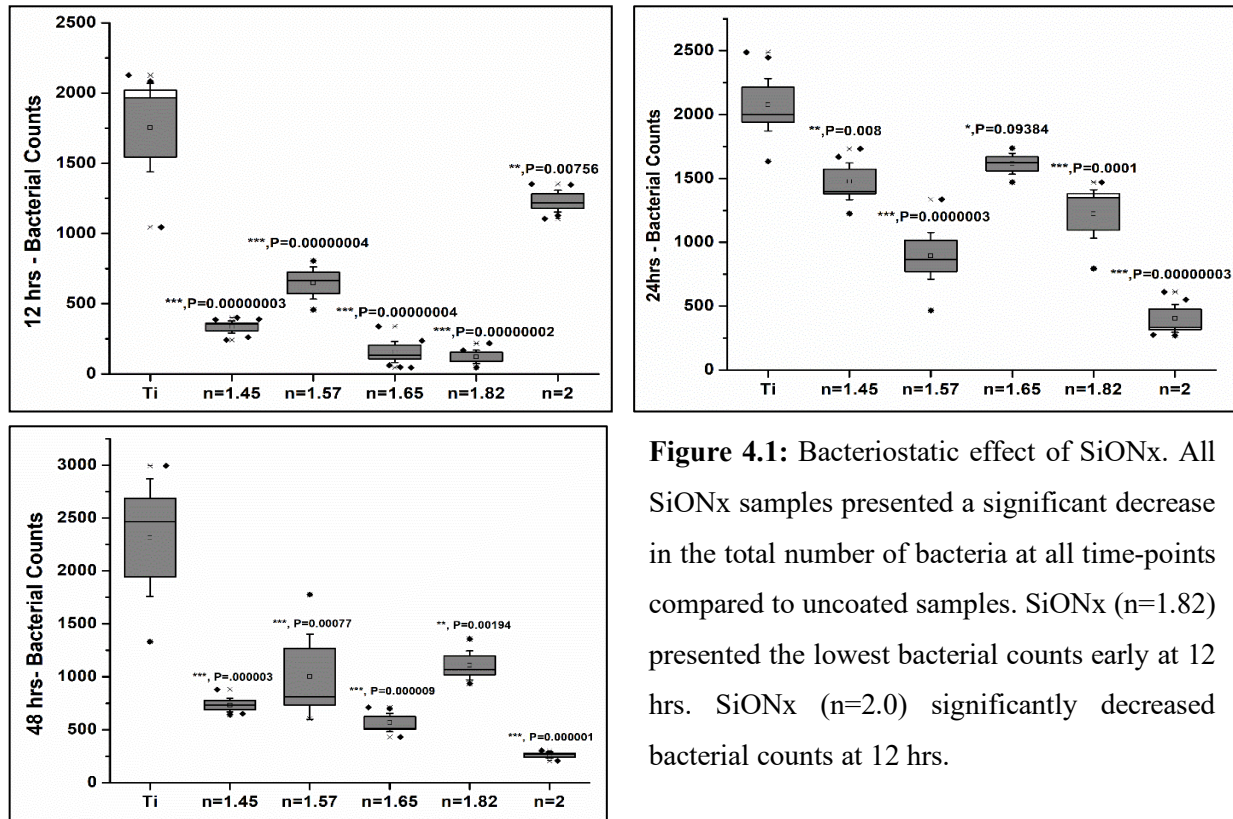 12 hrs - Bacterial Counts
2500
2000
1500
1000
500
0
***,P=0.00000003
***,P=0.00000004
***,P=0.00000004
***,P=0.00000002
**,P=0.00756
Ti n=1.45 n=1.57 n=1.65 n=1.82 n=2
24hrs - Bacterial Counts
2500
2000
1500
1000
500
0
**,P=0.008
***,P=0.0000003
*,P=0.09384
***,P=0.0001
***,P=0.00000003
Ti n=1.45 n=1.57 n=1.65 n=1.82 n=2
48 hrs- Bacterial Counts
3000
2500
2000
1500
1000
500
0
***, P=.000003
***, P=0.00077
***, P=0.000009
**, P=0.00194
***, P=0.000001
Ti n=1.45 n=1.57 n=1.65 n=1.82 n=2
Figure 4.1: Bacteriostatic effect of SiONx. All
SiONx samples presented a significant decrease
in the total number of bacteria at all time-points
compared to uncoated samples. SiONx (n=1.82)
presented the lowest bacterial counts early at 12
hrs. SiONx (n=2.0) significantly decreased
bacterial counts at 12 hrs.